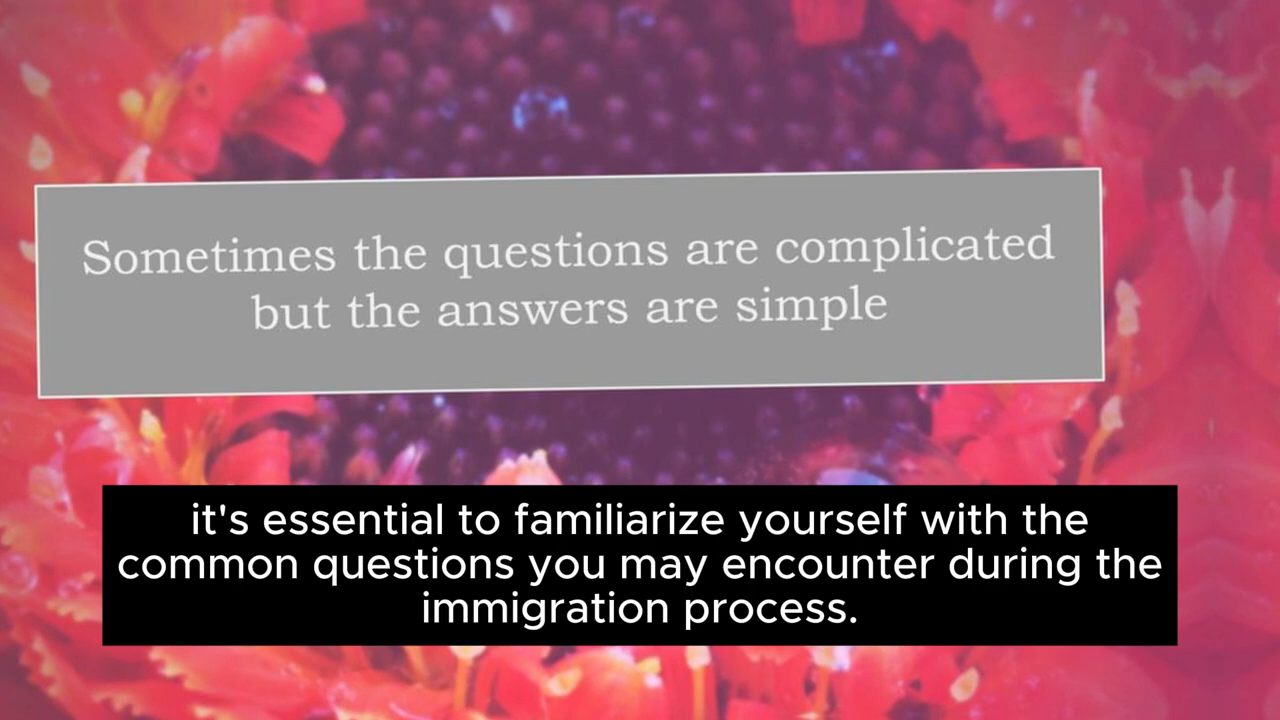 Sometimes the questions are complicated
but the answers are simple
it's essential to familiarize yourself with the
common questions you may encounter during the
immigration process.